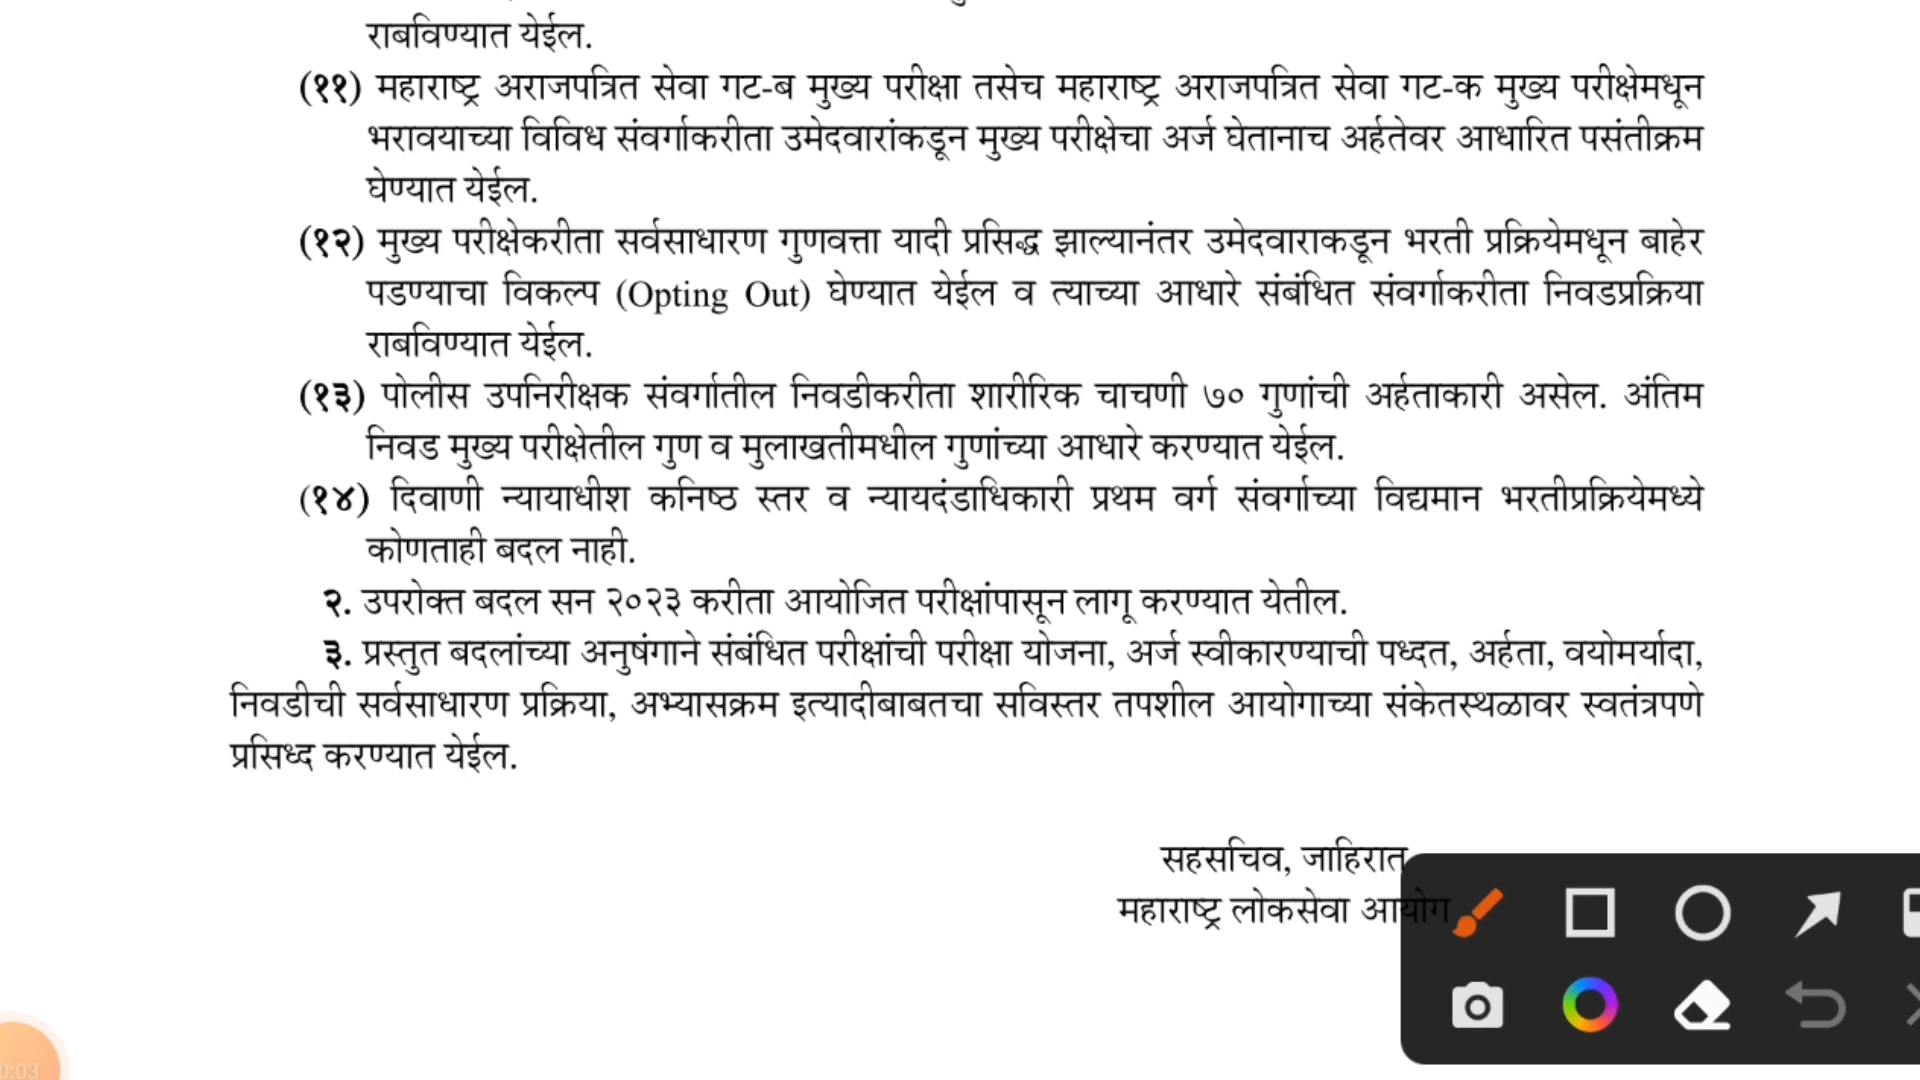 राबविण्यात येईल.
(११) महाराष्ट्र अराजपत्रित सेवा गट-ब मुख्य परीक्षा तसेच महाराष्ट्र अराजपत्रित सेवा गट-क मुख्य परीक्षेमधून
भरावयाच्या विविध संवर्गाकरीता उमेदवारांकडून मुख्य परीक्षेचा अर्ज घेतानाच अर्हतेवर आधारित पसंतीक्रम
घेण्यात येईल.
(१२) मुख्य परीक्षेकरीता सर्वसाधारण गुणवत्ता यादी प्रसिद्ध झाल्यानंतर उमेदवाराकडून भरती प्रक्रियेमधून बाहेर
पडण्याचा विकल्प (Opting Out) घेण्यात येईल व त्याच्या आधारे संबंधित संवर्गाकरीता निवडप्रक्रिया
राबविण्यात येईल.
(१३) पोलीस उपनिरीक्षक संवर्गातील निवडीकरीता शारीरिक चाचणी ७० गुणांची अर्हताकारी असेल. अंतिम
निवड मुख्य परीक्षेतील गुण व मुलाखतीमधील गुणांच्या आधारे करण्यात येईल.
(१४) दिवाणी न्यायाधीश कनिष्ठ स्तर व न्यायदंडाधिकारी प्रथम वर्ग संवर्गाच्या विद्यमान भरतीप्रक्रियेमध्ये
कोणताही बदल नाही.
२. उपरोक्त बदल सन २०२३ करीता आयोजित परीक्षांपासून लागू करण्यात येतील.
३. प्रस्तुत बदलांच्या अनुषंगाने संबंधित परीक्षांची परीक्षा योजना, अर्ज स्वीकारण्याची पध्दत, अर्हता, वयोमर्यादा,
निवडीची सर्वसाधारण प्रक्रिया, अभ्यासक्रम इत्यादीबाबतचा सविस्तर तपशील आयोगाच्या संकेतस्थळावर स्वतंत्रपणे
प्रसिध्द करण्यात येईल.
सहसचिव, जाहिरात
महाराष्ट्र लोकसेवा आयोग
0:03